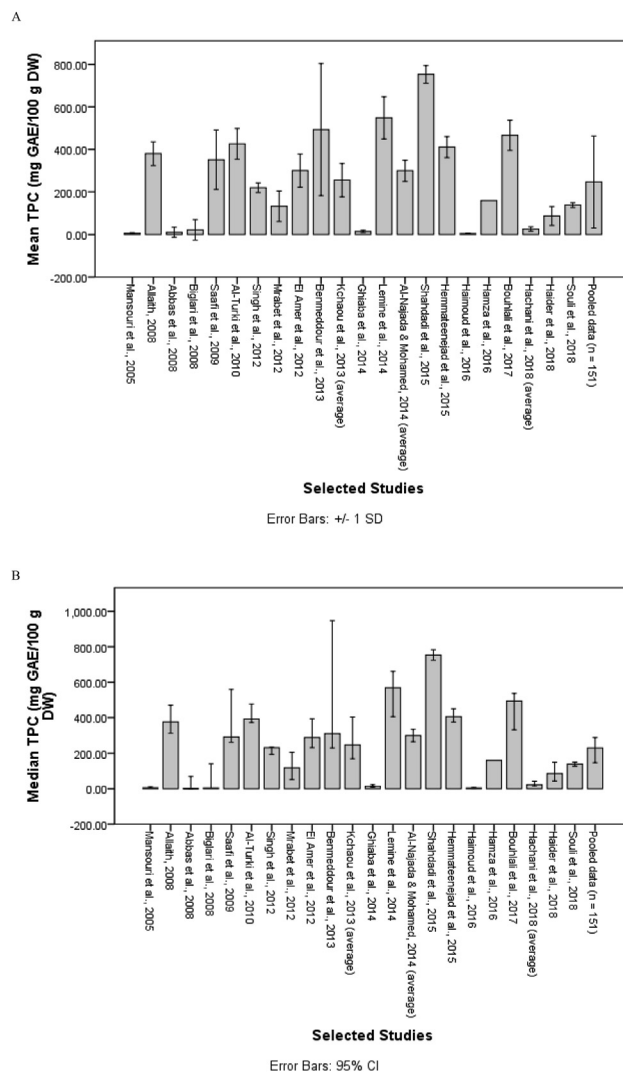 A
Mean TPC (mg GAE/100 g DW)
800.00
600.00
400.00
200.00
0.00
-200.00
Mansouri et al., 2005
Allaith, 2008
Abbas et al., 2008
Biglari et al., 2008
Saafi et al., 2009
Al-Turki et al., 2010
Singh et al., 2012
Mrabet et al., 2012
El Amer et al., 2012
Benmeddour et al., 2013
Kchaou et al., 2013 (average)
Ghiaba et al., 2014
Lemine et al., 2014
Al-Najada & Mohamed, 2014 (average)
Shahdadi et al., 2015
Hemmateenejad et al., 2015
Haimoud et al., 2016
Hamza et al., 2016
Bouhlali et al., 2017
Hachani et al., 2018 (average)
Haider et al., 2018
Souli et al., 2018
Pooled data (n = 151)
Selected Studies
Error Bars: +/- 1 SD
B
Median TPC (mg GAE/100 g
DW)
1,000.00
800.00
600.00
400.00
200.00
0.00
-200.00
Mansouri et al., 2005
Allaith, 2008
Abbas et al., 2008
Biglari et al., 2008
Saafi et al., 2009
Al-Turki et al., 2010
Singh et al., 2012
Mrabet et al., 2012
El Amer et al., 2012
Benmeddour et al., 2013
Kchaou et al., 2013 (average)
Ghiaba et al., 2014
Lemine et al., 2014
Al-Najada & Mohamed, 2014 (average)
Shahdadi et al., 2015
Hemmateenejad et al., 2015
Haimoud et al., 2016
Hamza et al., 2016
Bouhlali et al., 2017
Hachani et al., 2018 (average)
Haider et al., 2018
Souli et al., 2018
Pooled data (n = 151)
Selected Studies
Error Bars: 95% CI